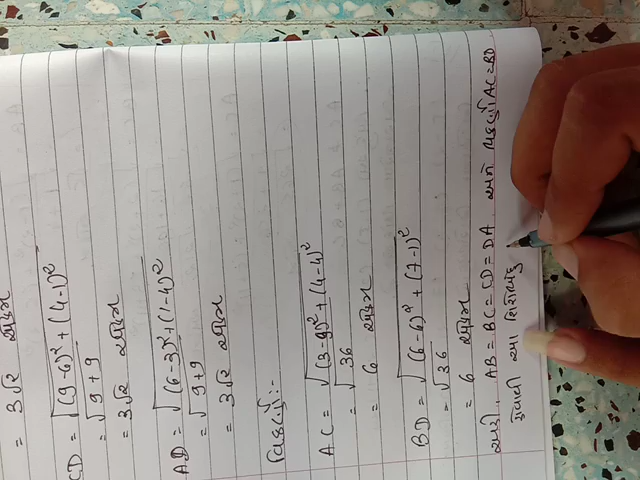 = 3√2 એકમ
CD = √(9-6)² + (4-1)²
= √9+9
= 3√2 એકમ
AD = √(6-3)² + (1-4)²
= √9+9
= 3√2 એકમ
વિકર્ણ :-
AC = √(3-9)² + (4-4)²
= √36
= 6 એકમ
BD = √(6-6)² + (7-1)²
= √36
= 6 એકમ
અહી, AB = BC = CD = DA અને વિકર્ણ AC = BD
હોવાથી આ શિરોબિંદુ